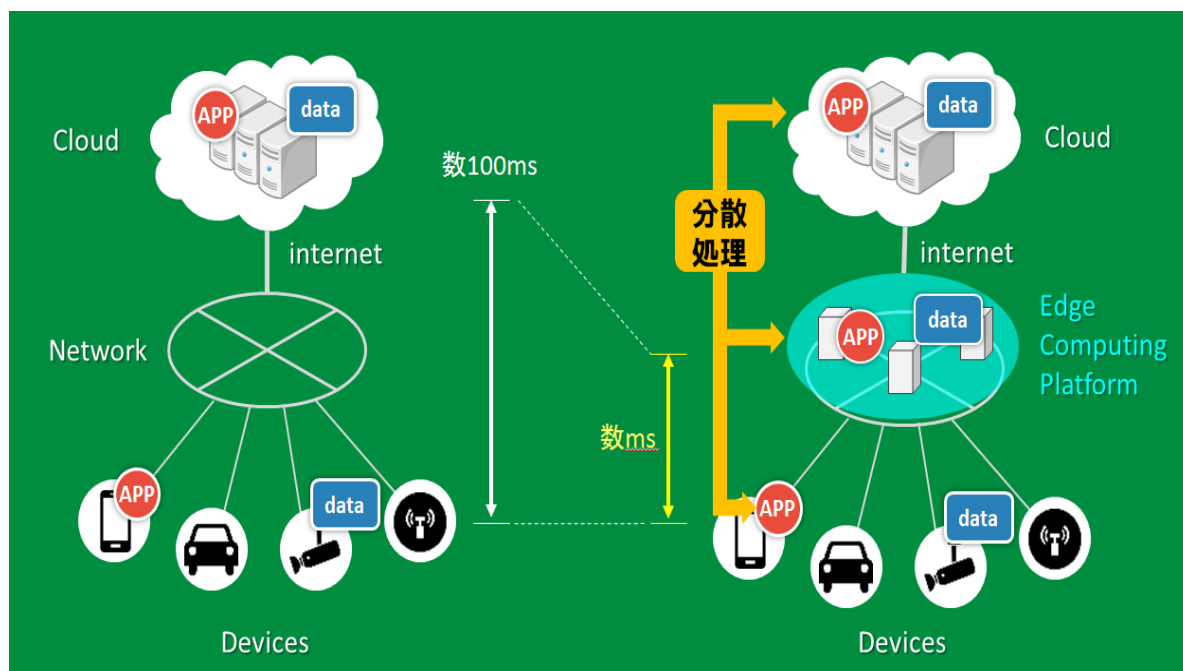 APP
data
Cloud
internet
Network
APP
data
Devices
数100ms
数ms
分散
処理
APP
data
Cloud
internet
APP
data
Edge
Computing
Platform
APP
data
Devices